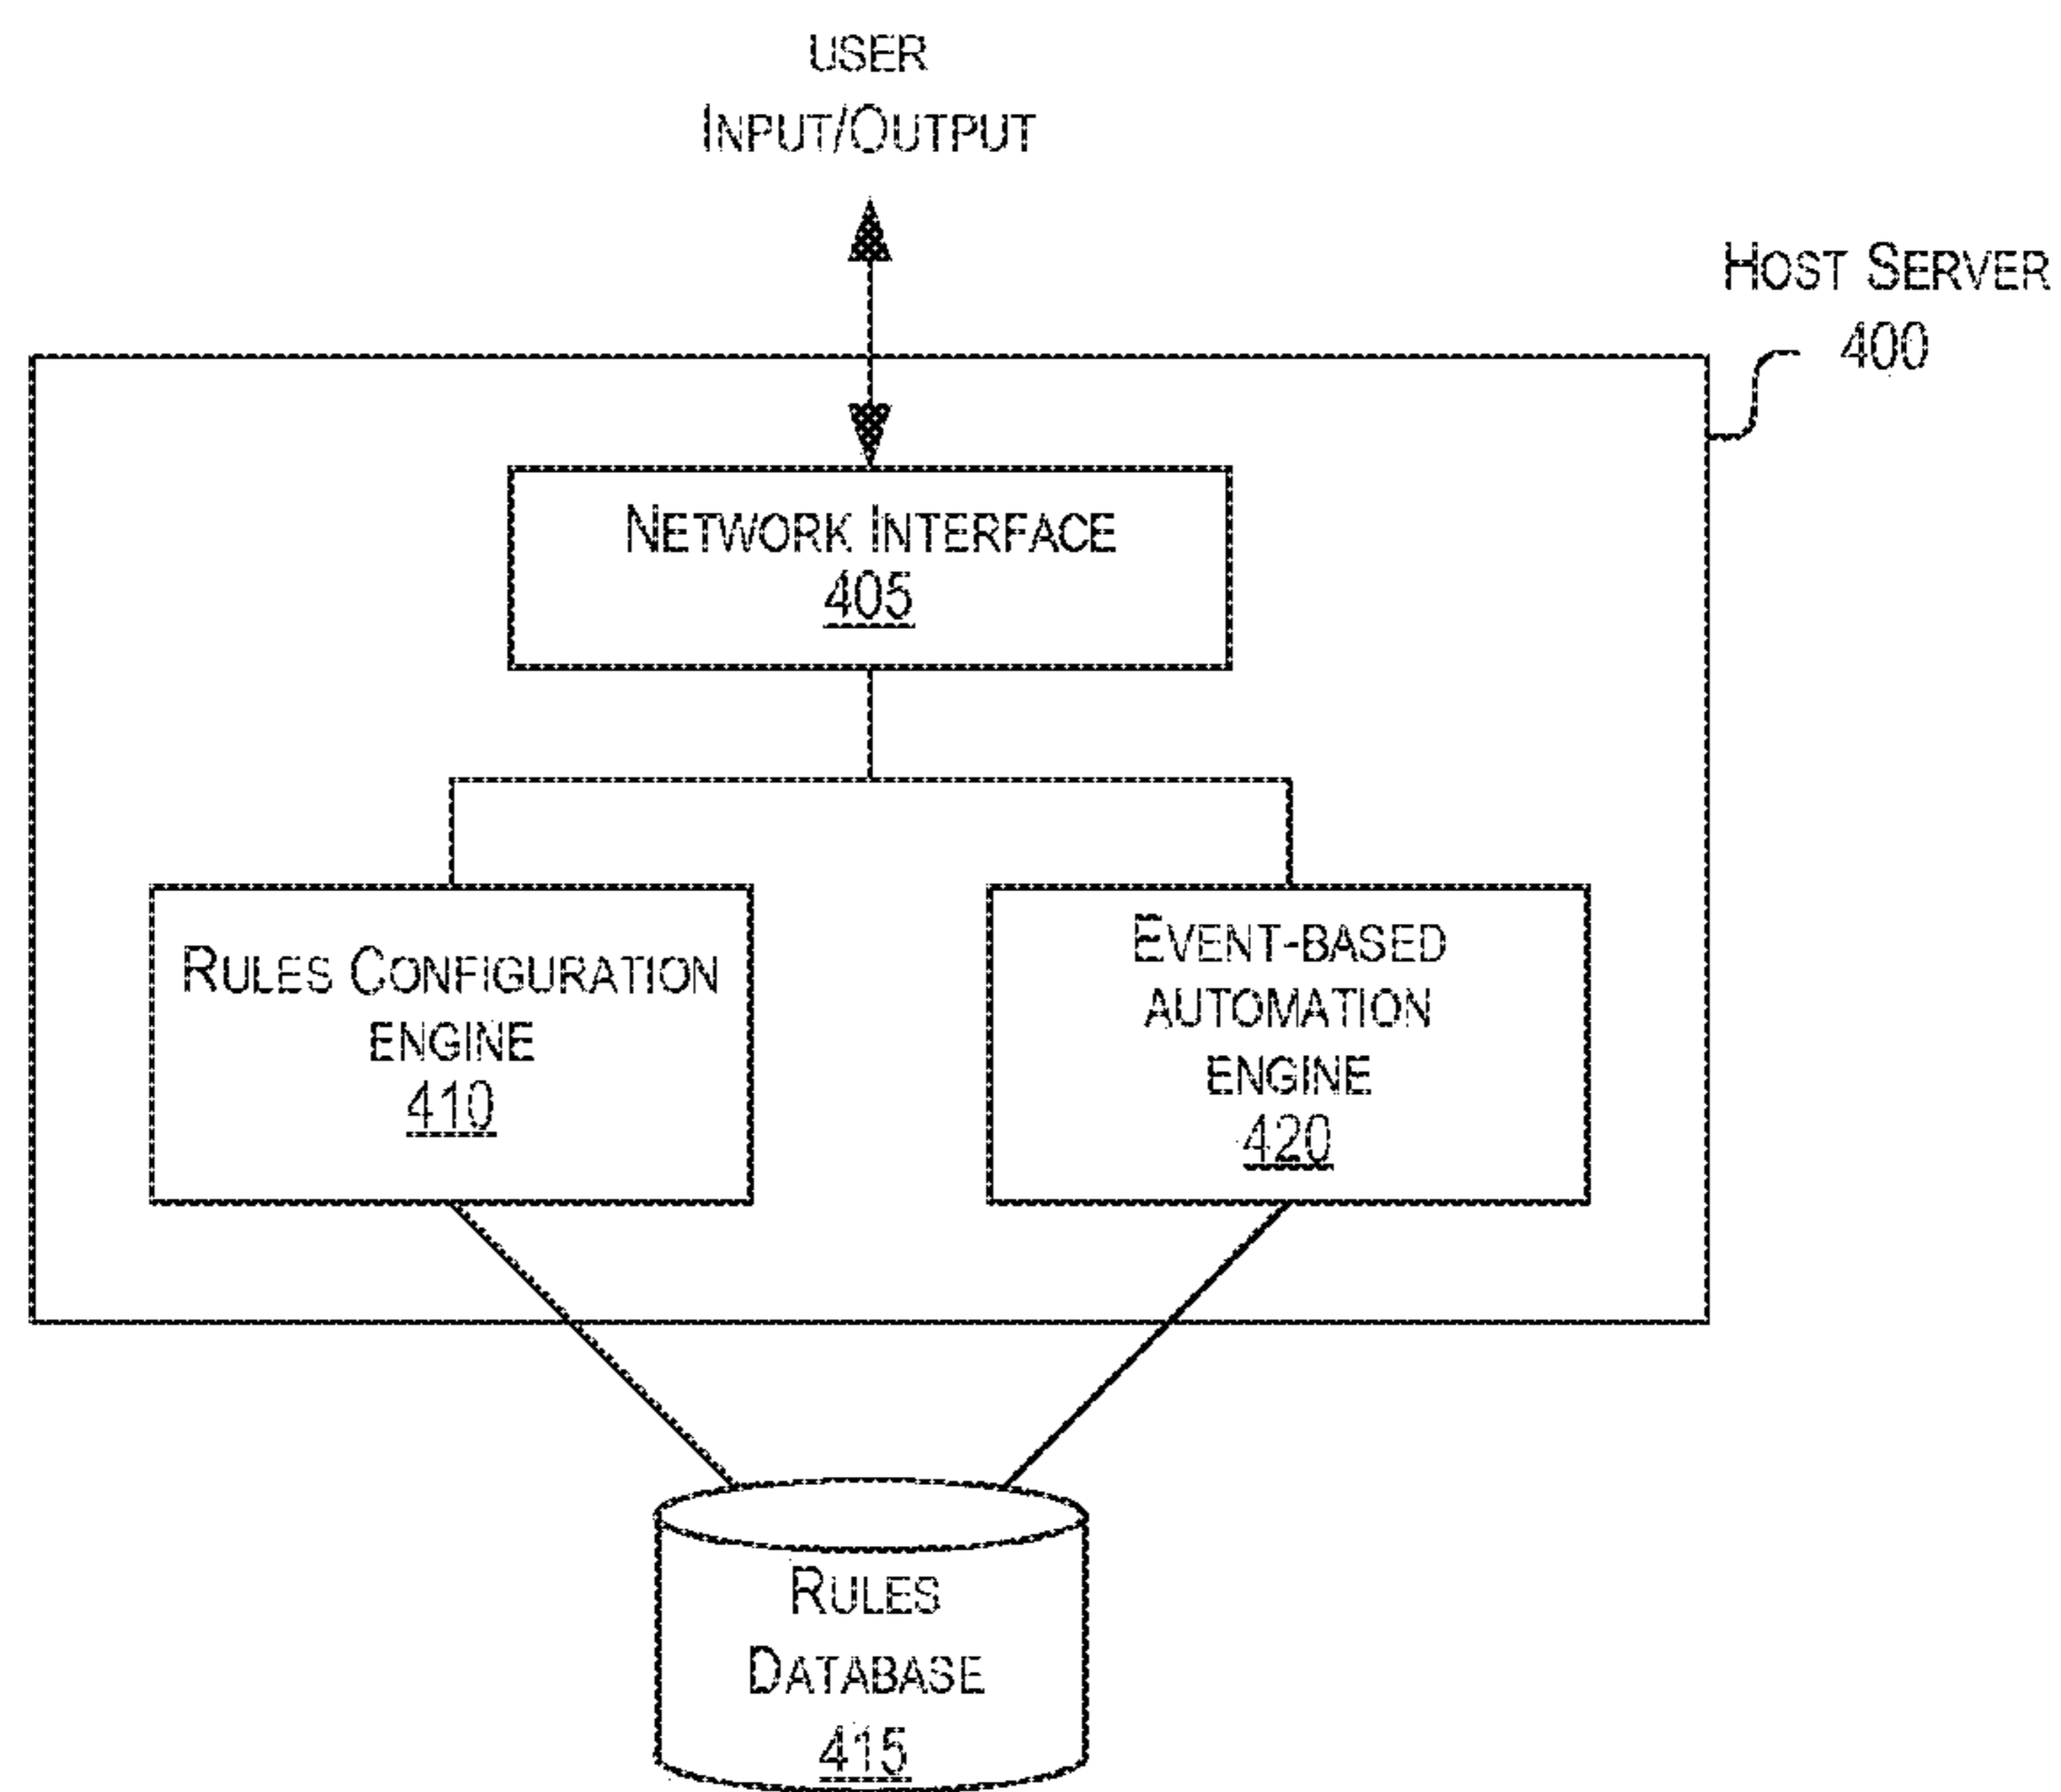 USER
INPUT/OUTPUT
HOST SERVER
400
NETWORK INTERFACE
405
RULES CONFIGURATION
ENGINE
410
EVENT-BASED
AUTOMATION
ENGINE
420
RULES
DATABASE
415